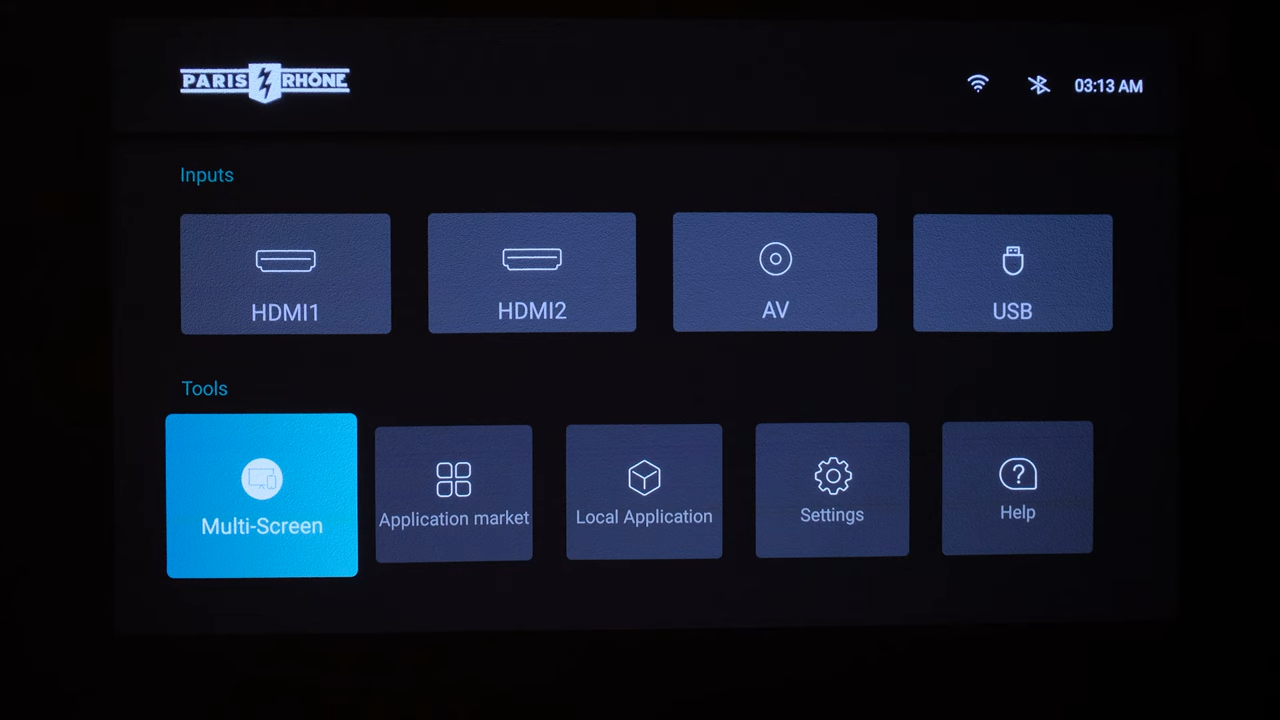 PARIS RHÔNE
03:13 AM
Inputs
HDMI1
HDMI2
AV
USB
Tools
Multi-Screen
Application market
Local Application
Settings
Help